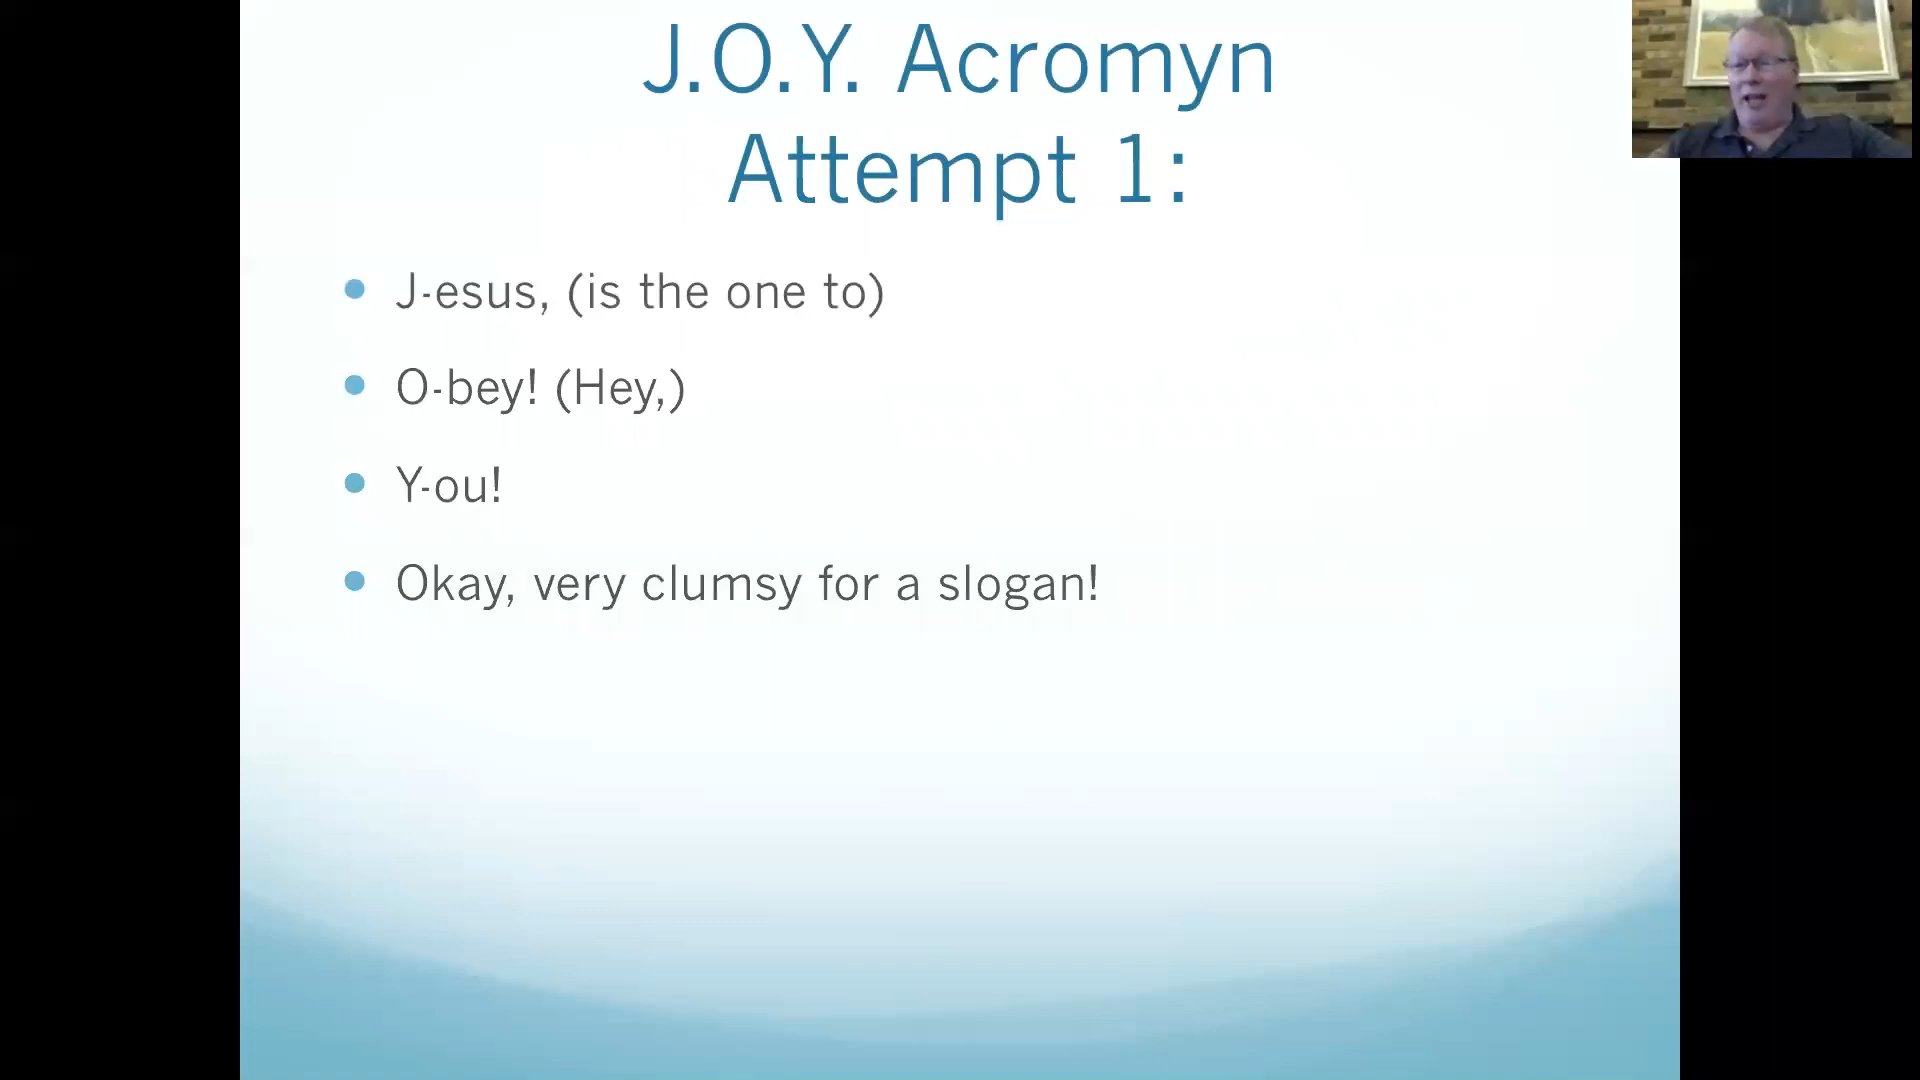 J.O.Y. Acromyn
Attempt 1:
J-esus, (is the one to)
O-bey! (Hey,)
Y-ou!
Okay, very clumsy for a slogan!